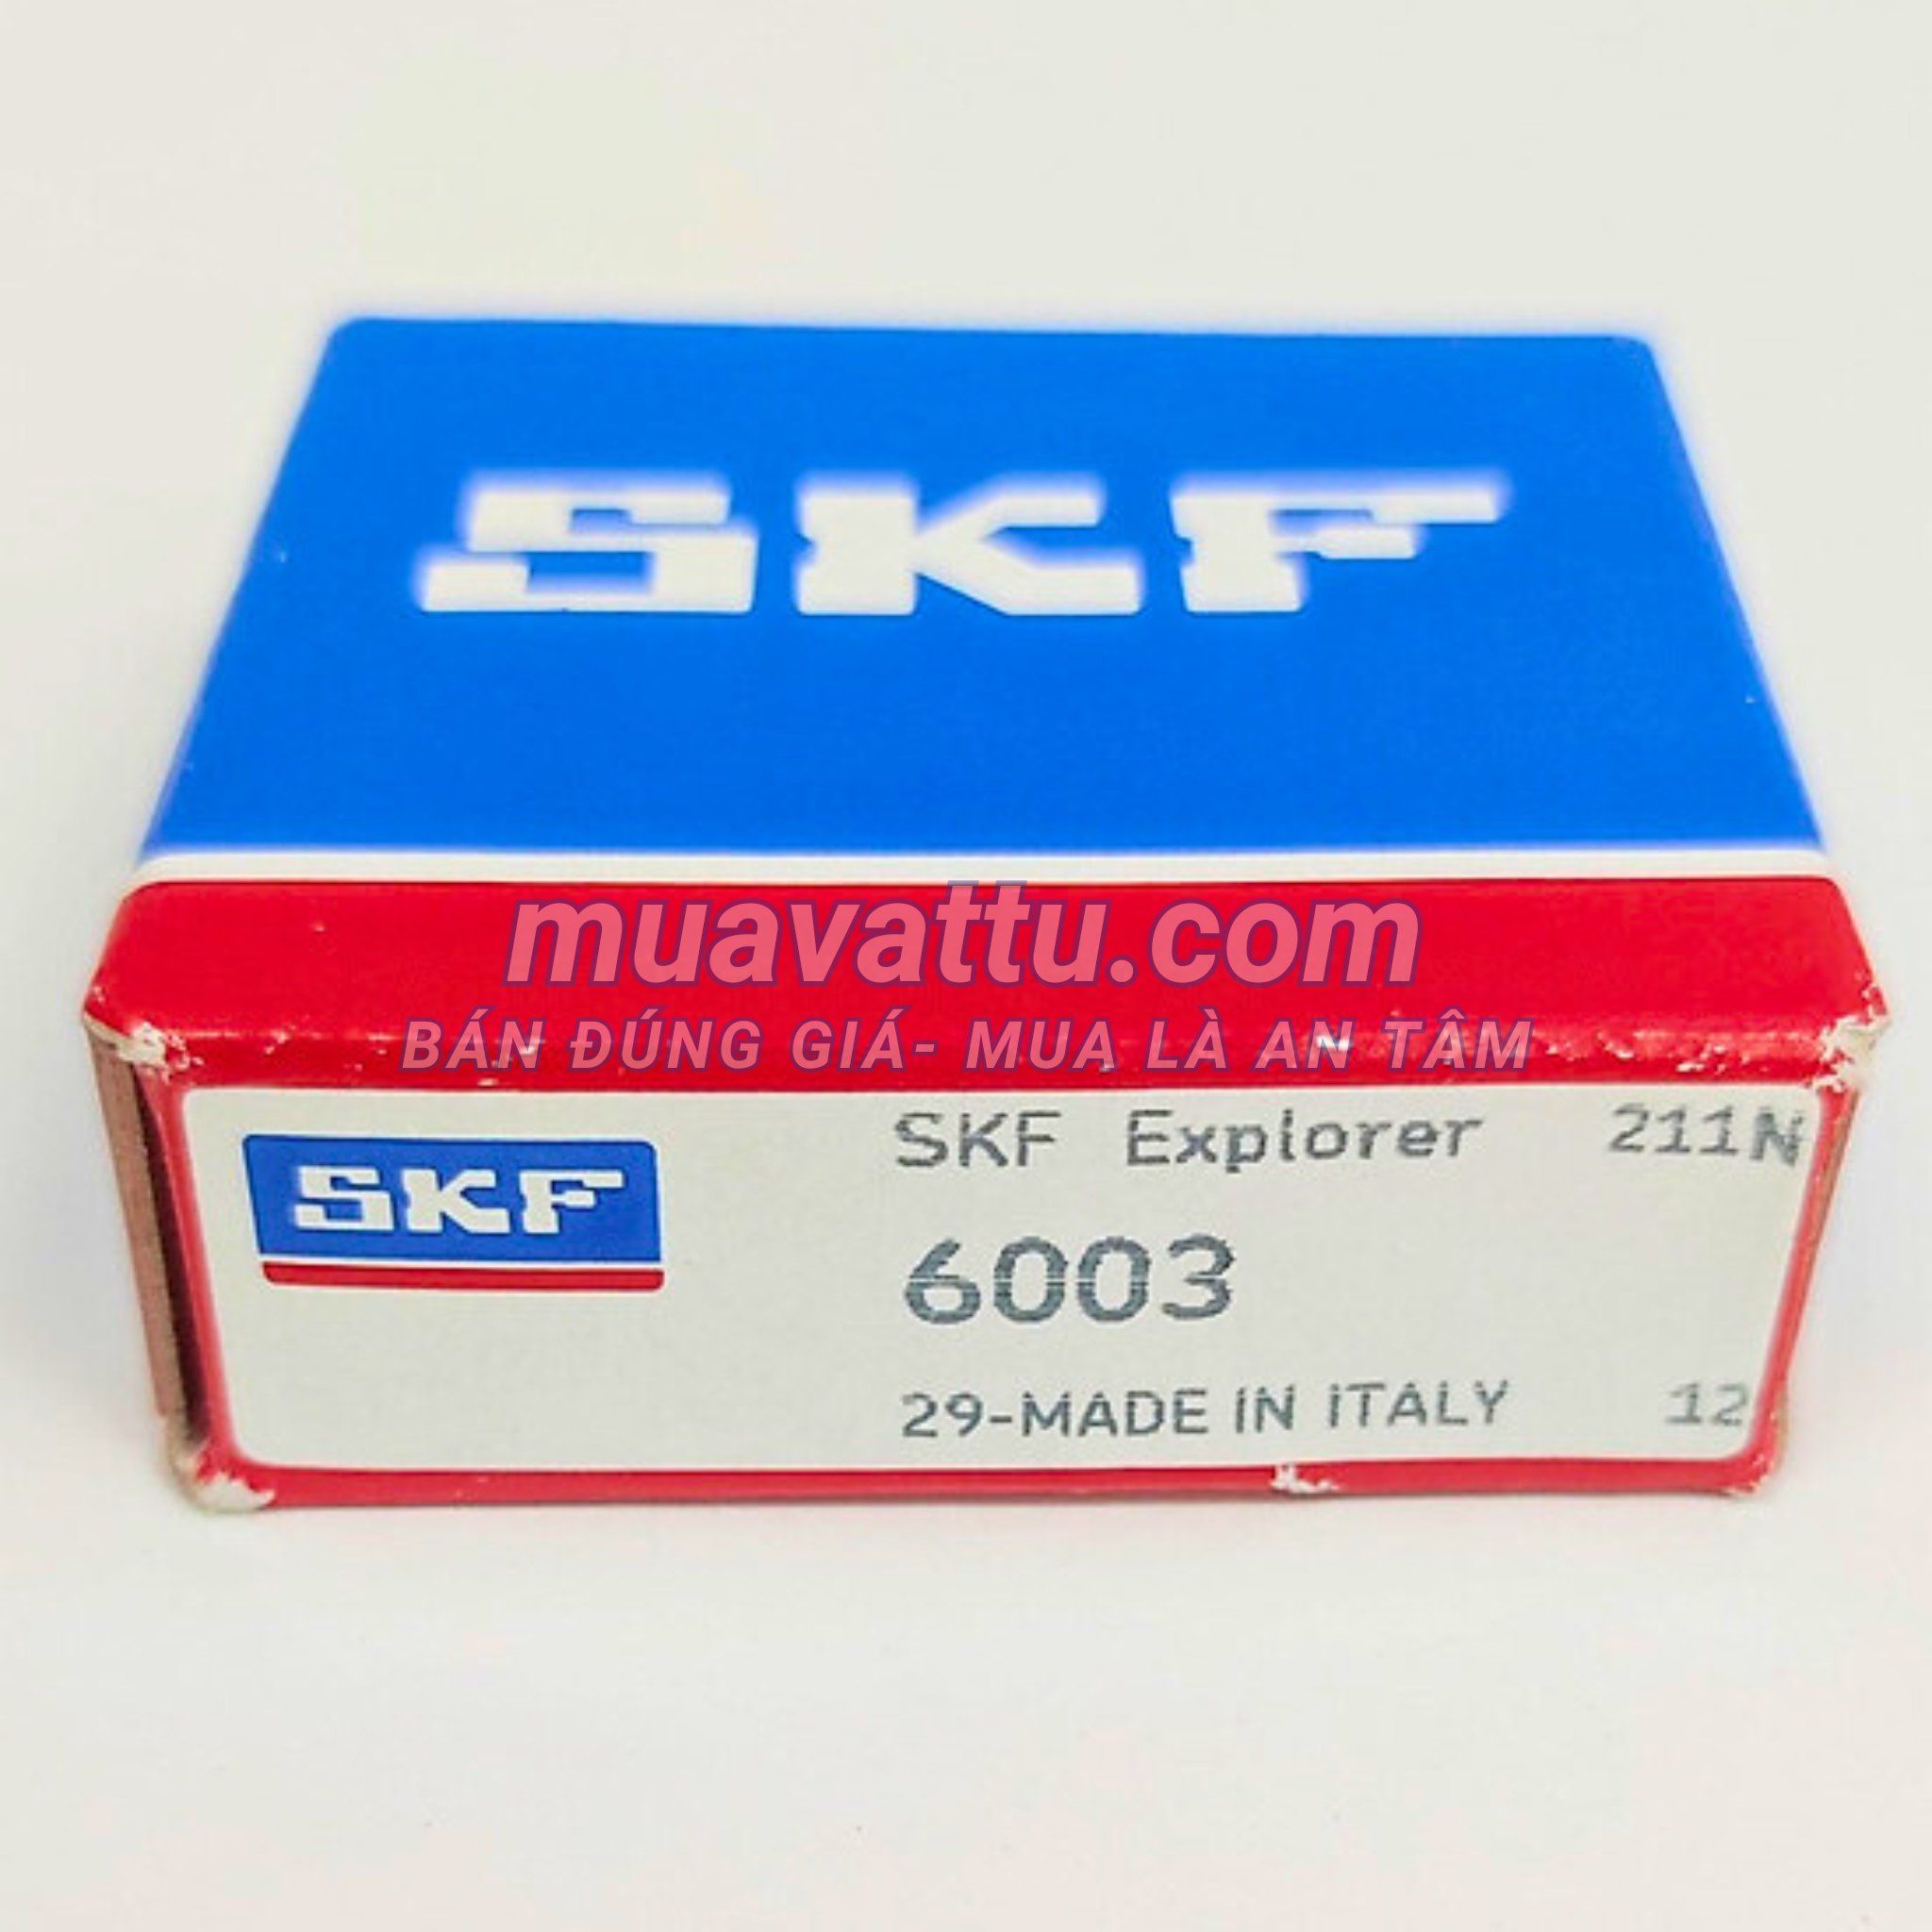 SKF
muavattu.com
BÁN ĐÚNG GIÁ- MUA LÀ AN TÂM
SKF Explorer 211N
SKF
6003
29-MADE IN ITALY 12